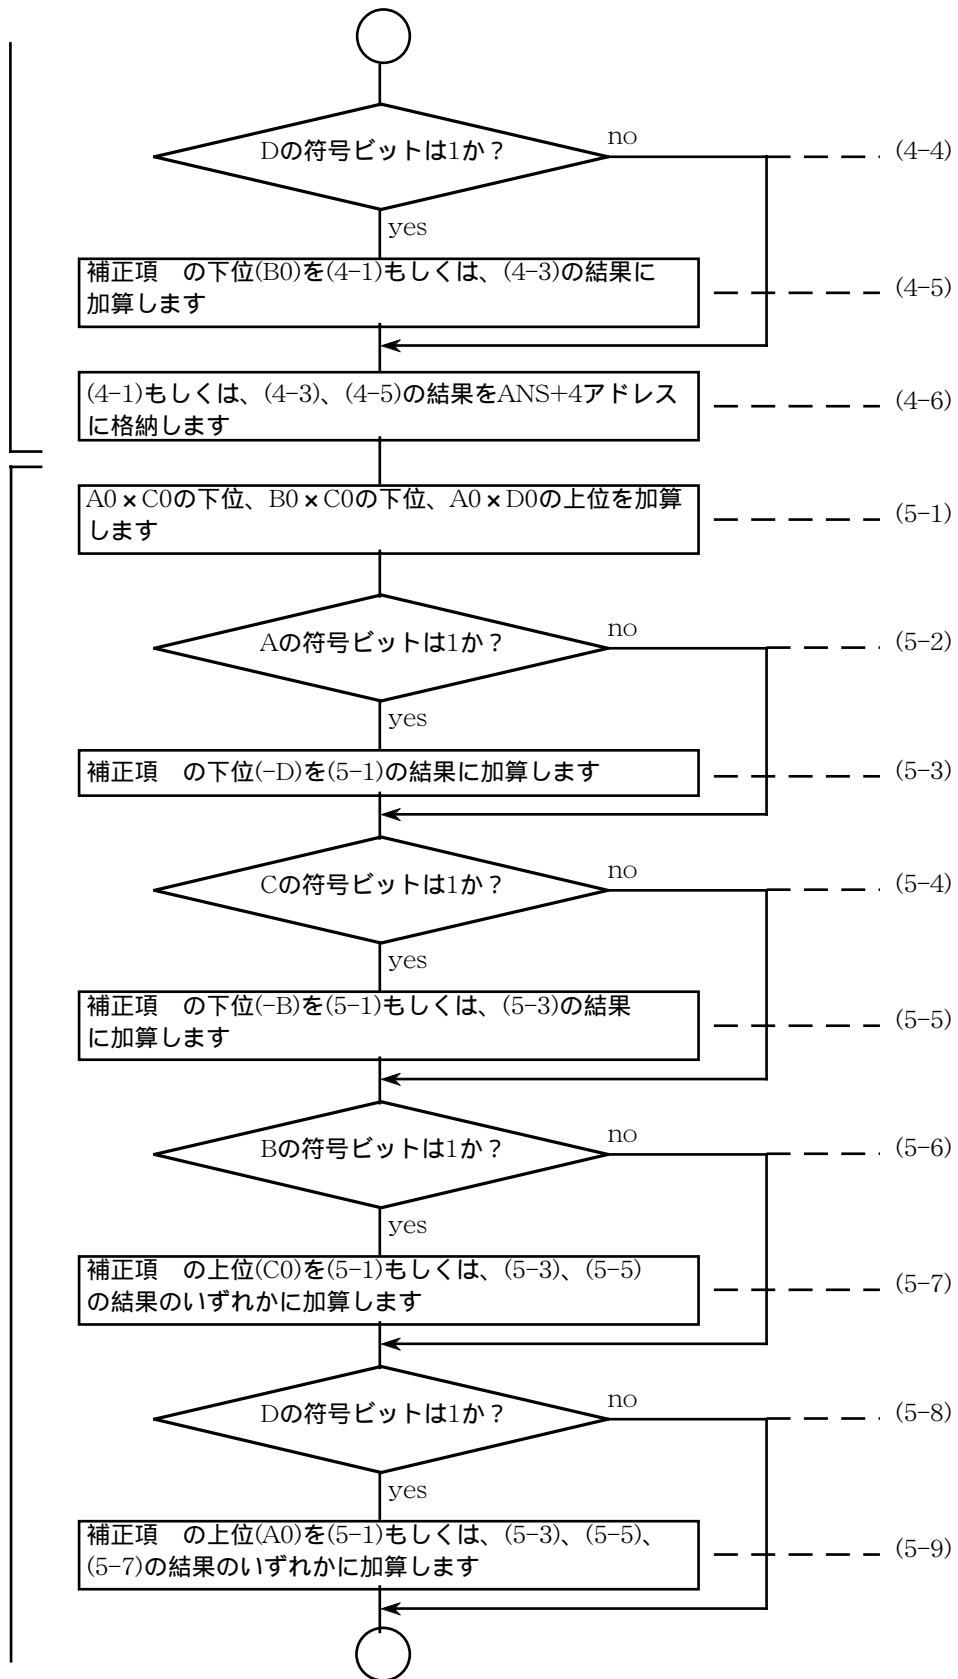 Dの符号ビットは1か？
no
(4-4)
yes
補正項　の下位(B0)を(4-1)もしくは、(4-3)の結果に
加算します
(4-5)
(4-1)もしくは、(4-3)、(4-5)の結果をANS+4アドレス
に格納します
(4-6)
A0×C0の下位、B0×C0の下位、A0×D0の上位を加算
します
(5-1)
Aの符号ビットは1か？
no
(5-2)
yes
補正項　の下位(-D)を(5-1)の結果に加算します
(5-3)
Cの符号ビットは1か？
no
(5-4)
yes
補正項　の下位(-B)を(5-1)もしくは、(5-3)の結果
に加算します
(5-5)
Bの符号ビットは1か？
no
(5-6)
yes
補正項　の上位(C0)を(5-1)もしくは、(5-3)、(5-5)
の結果のいずれかに加算します
(5-7)
Dの符号ビットは1か？
no
(5-8)
yes
補正項　の上位(A0)を(5-1)もしくは、(5-3)、(5-5)、
(5-7)の結果のいずれかに加算します
(5-9)